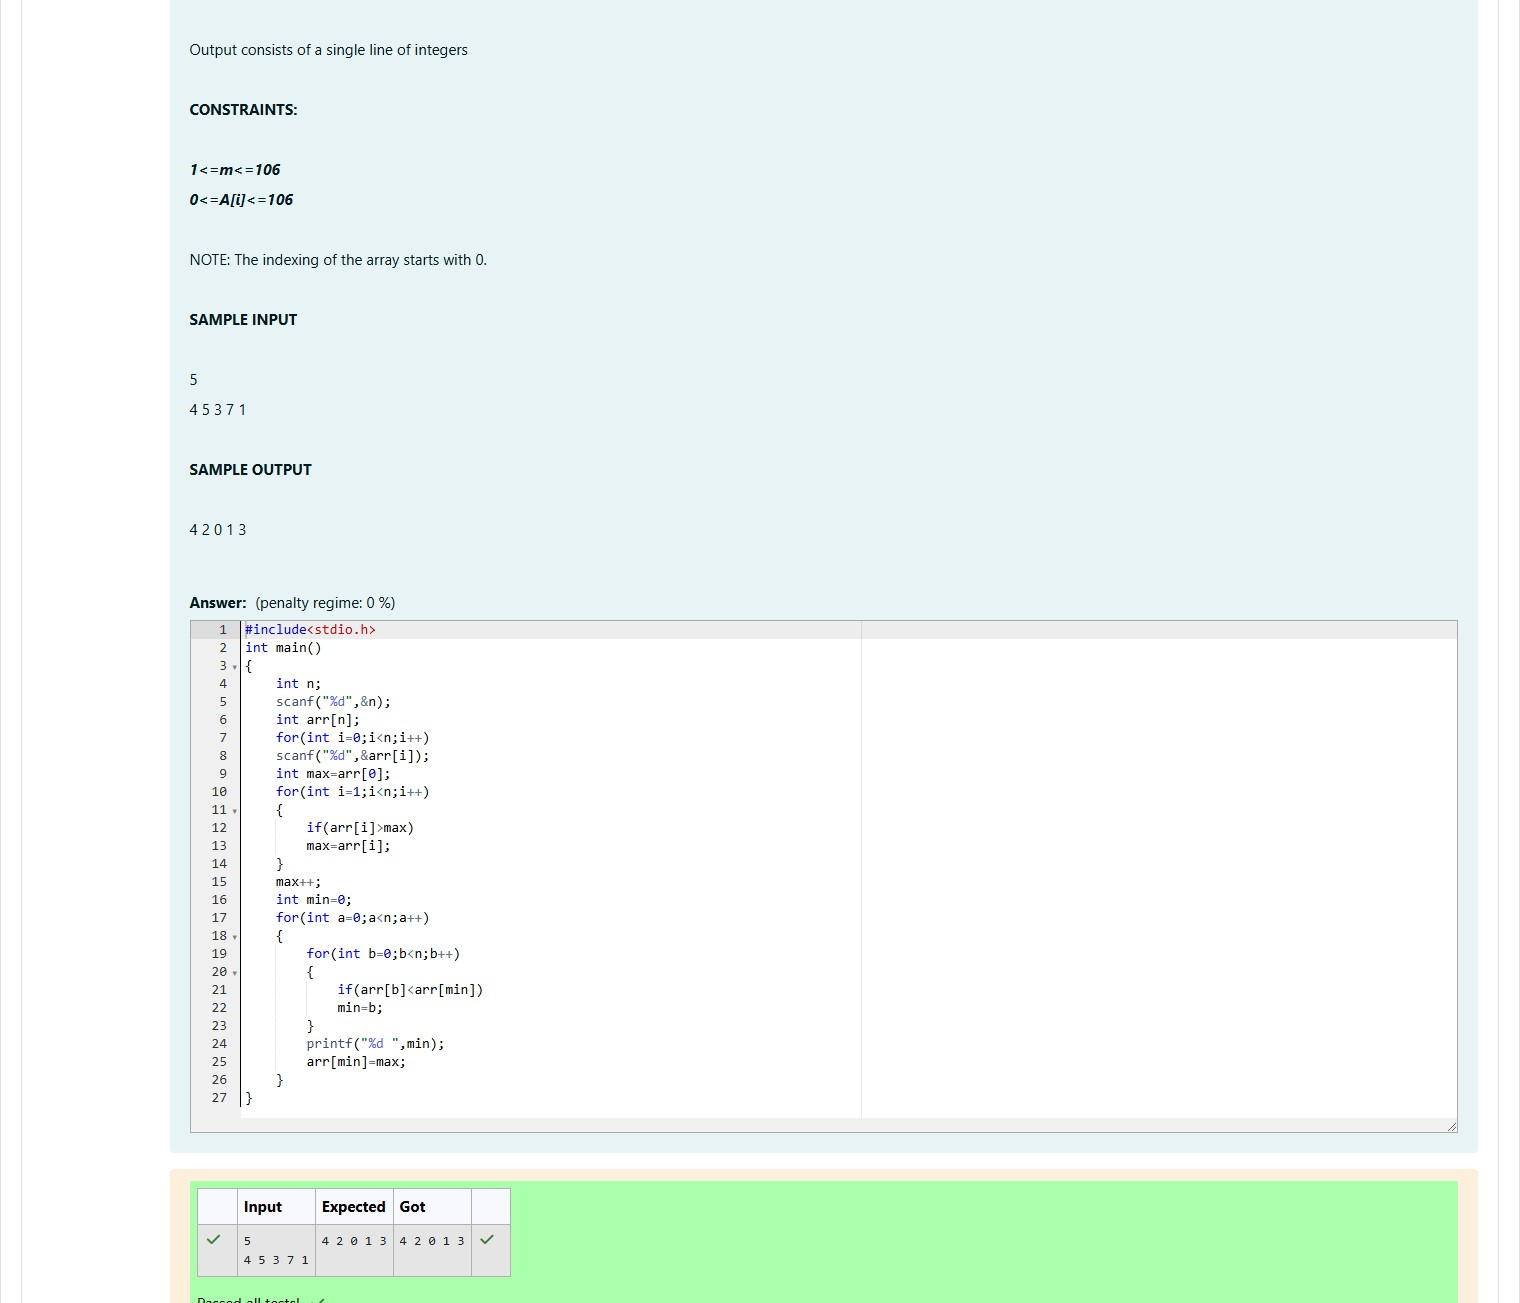 Output consists of a single line of integers
CONSTRAINTS:
1<=m<=106
0<=A[i]<=106
NOTE: The indexing of the array starts with 0.
SAMPLE INPUT
5
4 5 3 7 1
SAMPLE OUTPUT
4 2 0 1 3
Answer: (penalty regime: 0 %)
1 #include<stdio.h>
2 int main()
3 {
4     int n;
5     scanf("%d",&n);
6     int arr[n];
7     for(int i=0;i<n;i++)
8     scanf("%d",&arr[i]);
9     int max=arr[0];
10     for(int i=1;i<n;i++)
11     {
12         if(arr[i]>max)
13         max=arr[i];
14     }
15     max++;
16     int min=0;
17     for(int a=0;a<n;a++)
18     {
19         for(int b=0;b<n;b++)
20         {
21             if(arr[b]<arr[min])
22             min=b;
23         }
24         printf("%d ",min);
25         arr[min]=max;
26     }
27 }
Input Expected Got
5 4 2 0 1 3 4 2 0 1 3
4 5 3 7 1
Passed all tests!